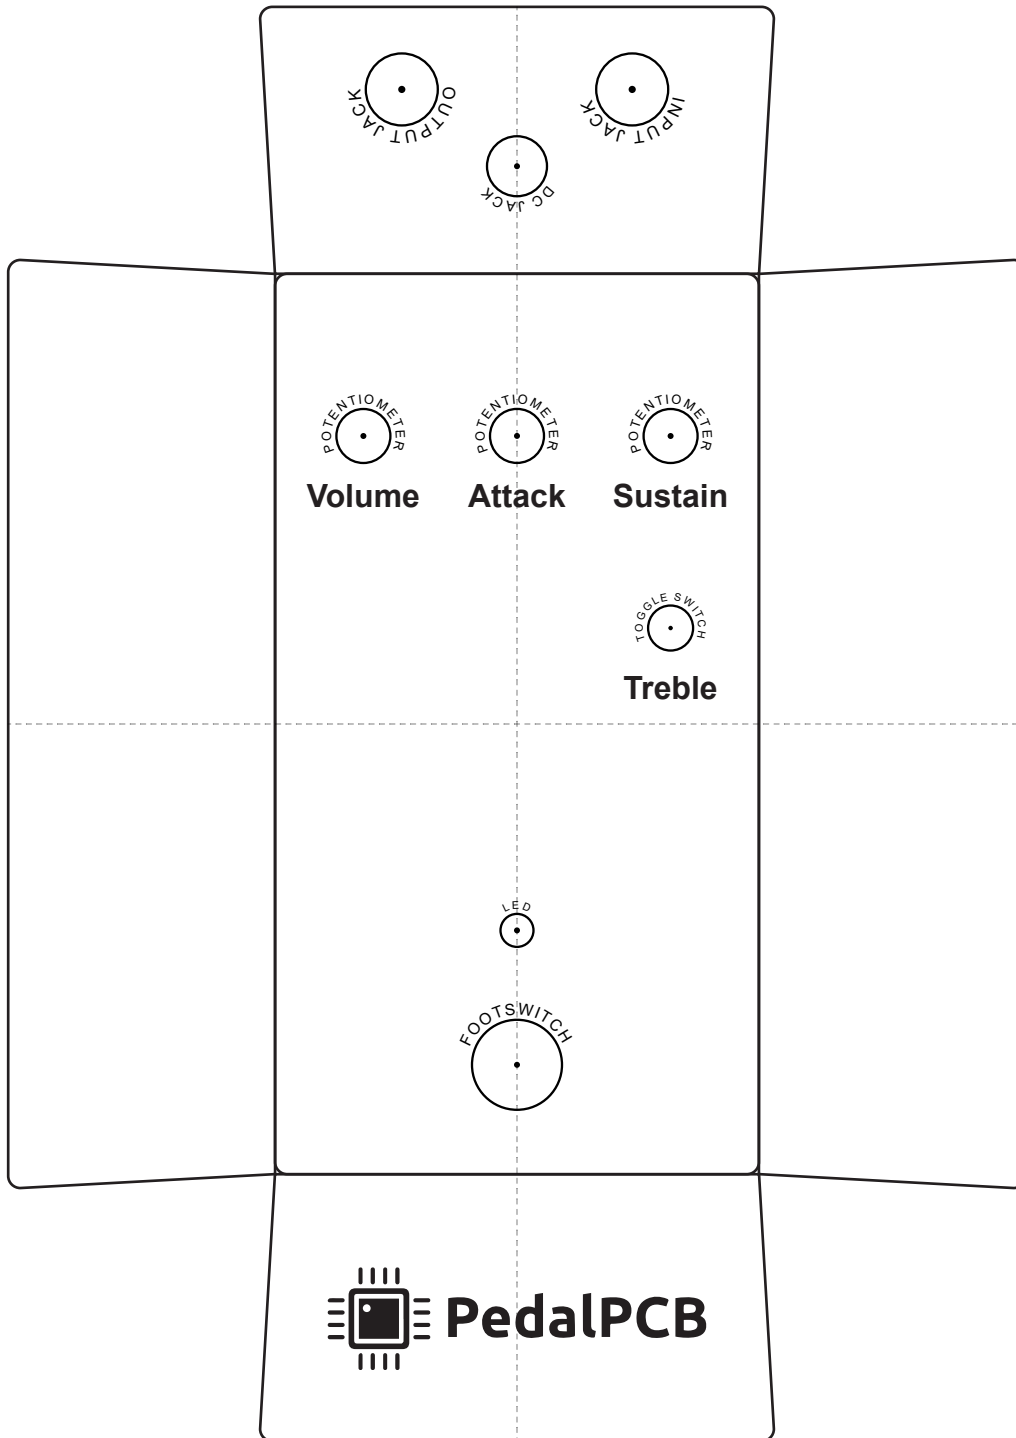 OUTPUT JACK
INPUT JACK
DC JACK
POTENTIOMETER
POTENTIOMETER
POTENTIOMETER
Volume
Attack
Sustain
TOGGLE SWITCH
Treble
LED
FOOTSWITCH
PedalPCB